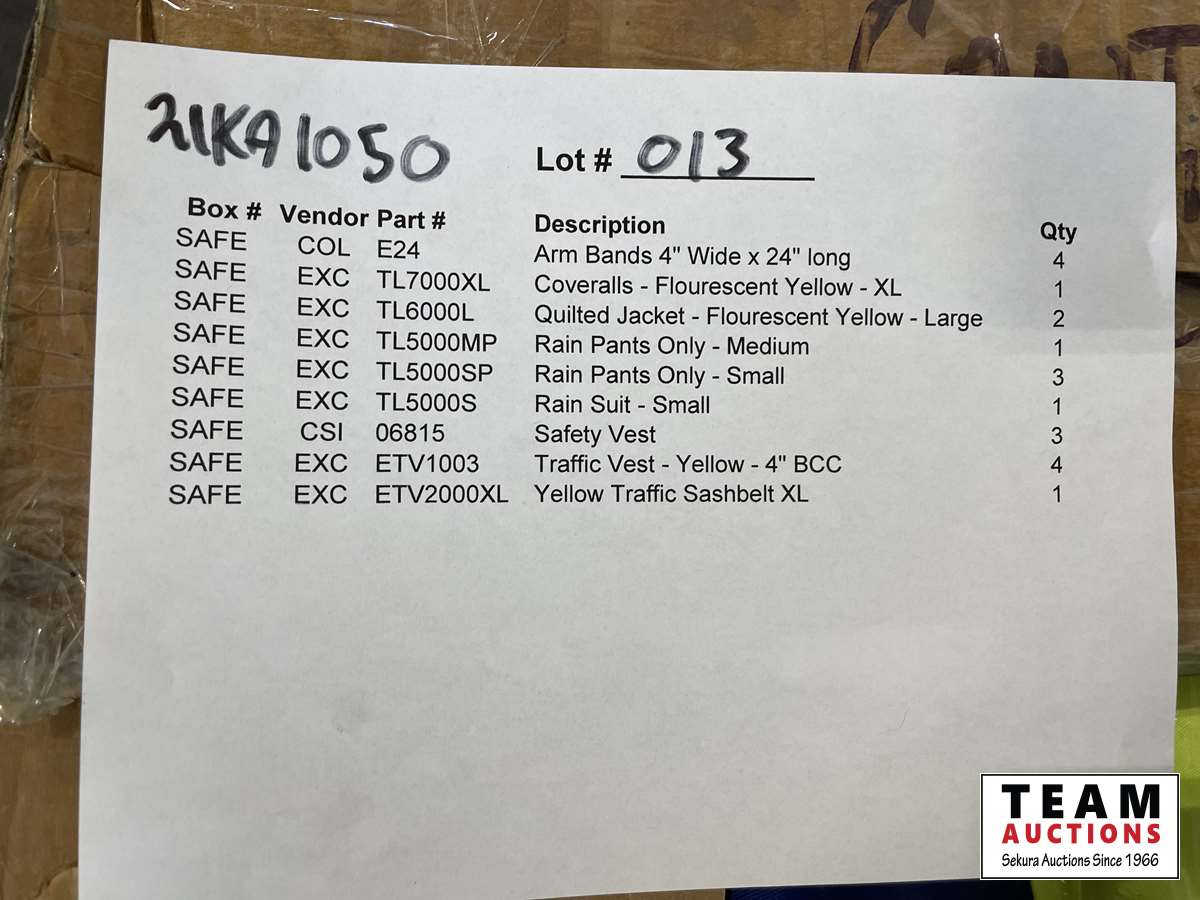 21KA1050 Lot # 013
Box # Vendor Part # Description Qty
SAFE COL E24 Arm Bands 4" Wide x 24" long 4
SAFE EXC TL7000XL Coveralls - Flourescent Yellow - XL 1
SAFE EXC TL6000L Quilted Jacket - Flourescent Yellow - Large 2
SAFE EXC TL5000MP Rain Pants Only - Medium 1
SAFE EXC TL5000SP Rain Pants Only - Small 3
SAFE EXC TL5000S Rain Suit - Small 1
SAFE CSI 06815 Safety Vest 3
SAFE EXC ETV1003 Traffic Vest - Yellow - 4" BCC 4
SAFE EXC ETV2000XL Yellow Traffic Sashbelt XL 1
TEAM
AUCTIONS
Sekura Auctions Since 1966